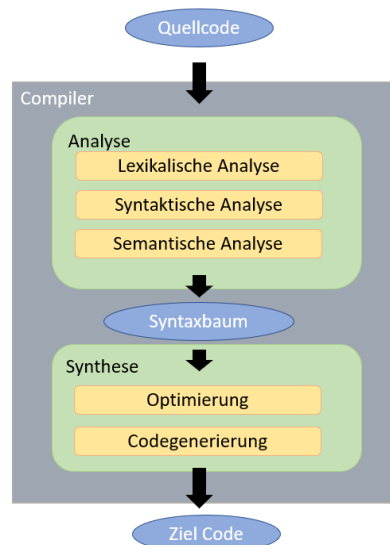 Quellcode
Compiler
Analyse
Lexikalische Analyse
Syntaktische Analyse
Semantische Analyse
Syntaxbaum
Synthese
Optimierung
Codegenerierung
Ziel Code